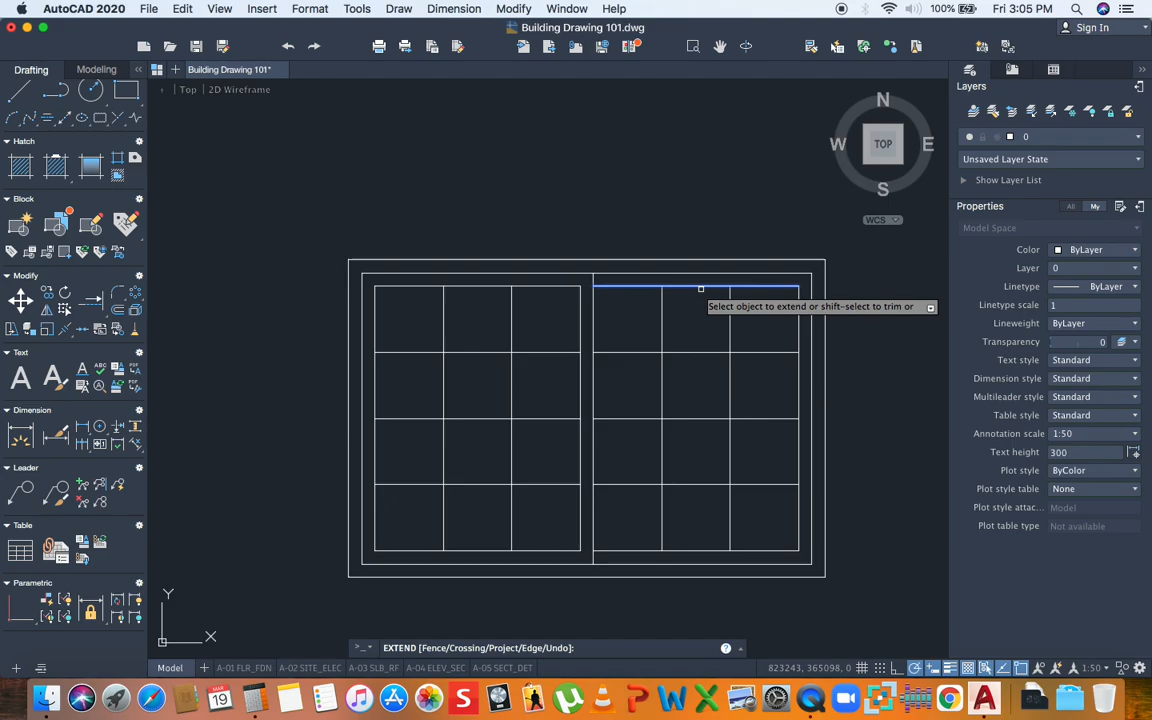 AutoCAD 2020 File Edit View Insert Format Tools Draw Dimension Modify Window Help 100% Fri 3:05 PM
Building Drawing 101.dwg Sign In
Drafting Modeling Building Drawing 101*
Top 2D Wireframe
Hatch
Block
Modify
Text
Dimension
Leader
Table
Parametric
N
W TOP E
S
WCS
Select object to extend or shift-select to trim or
Y
X
>_ EXTEND [Fence/Crossing/Project/Edge/Undo]:
Model A-01 FLR_FDN A-02 SITE_ELEC A-03 SLB_RF A-04 ELEV_SEC A-05 SECT_DET 823243, 365098, 0 1:50
Layers
0
Unsaved Layer State
Show Layer List
Properties All My
Model Space
Color ByLayer
Layer 0
Linetype ByLayer
Linetype scale 1
Lineweight ByLayer
Transparency 0
Text style Standard
Dimension style Standard
Multileader style Standard
Table style Standard
Annotation scale 1:50
Text height 300
Plot style ByColor
Plot style table None
Plot style attac... Model
Plot table type Not available
MAR
19